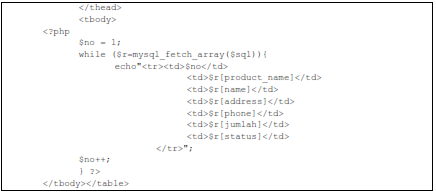 </thead>
<tbody>
<?php
$no = 1;
while ($r=mysql_fetch_array($sql)){
echo"<tr><td>$no</td>
<td>$r[product_name]</td>
<td>$r[name]</td>
<td>$r[address]</td>
<td>$r[phone]</td>
<td>$r[jumlah]</td>
<td>$r[status]</td>
</tr>";
$no++;
} ?>
</tbody></table>